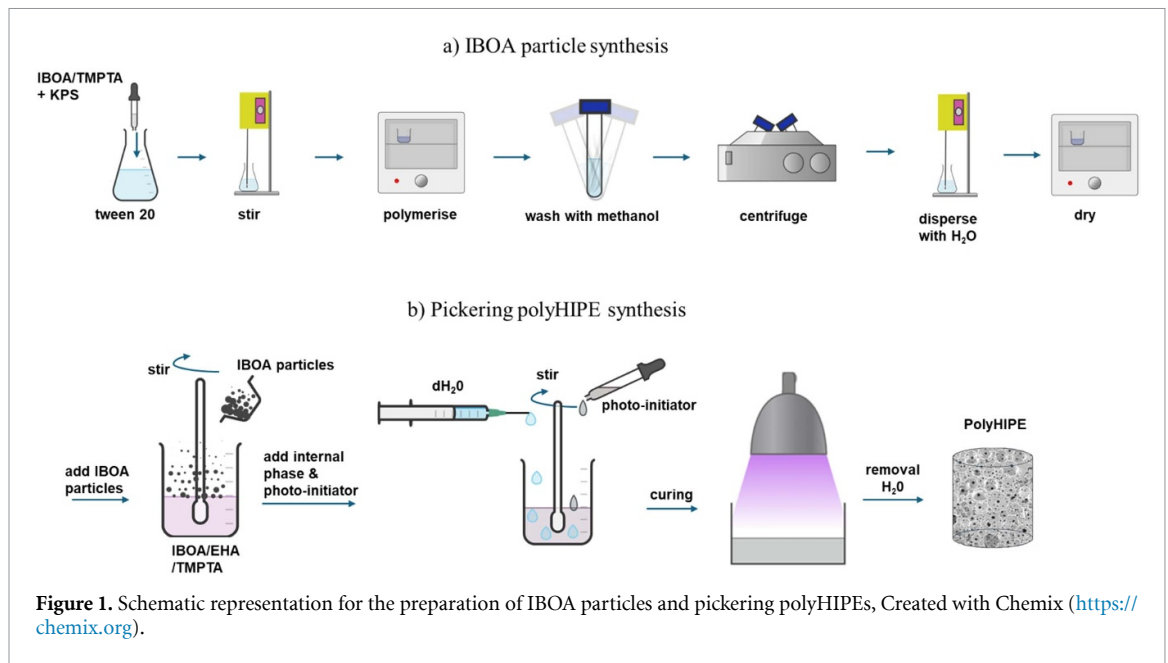 a) IBOA particle synthesis
IBOA/TMPTA
+ KPS
tween 20
stir
polymerise
wash with methanol
centrifuge
disperse
with H₂O
dry
b) Pickering polyHIPE synthesis
add IBOA
particles
stir
IBOA particles
IBOA/EHA
/TMPTA
add internal
phase &
photo-initiator
dH₂0
stir
photo-initiator
curing
removal
H₂0
PolyHIPE
Figure 1. Schematic representation for the preparation of IBOA particles and pickering polyHIPEs, Created with Chemix (https://
chemix.org).